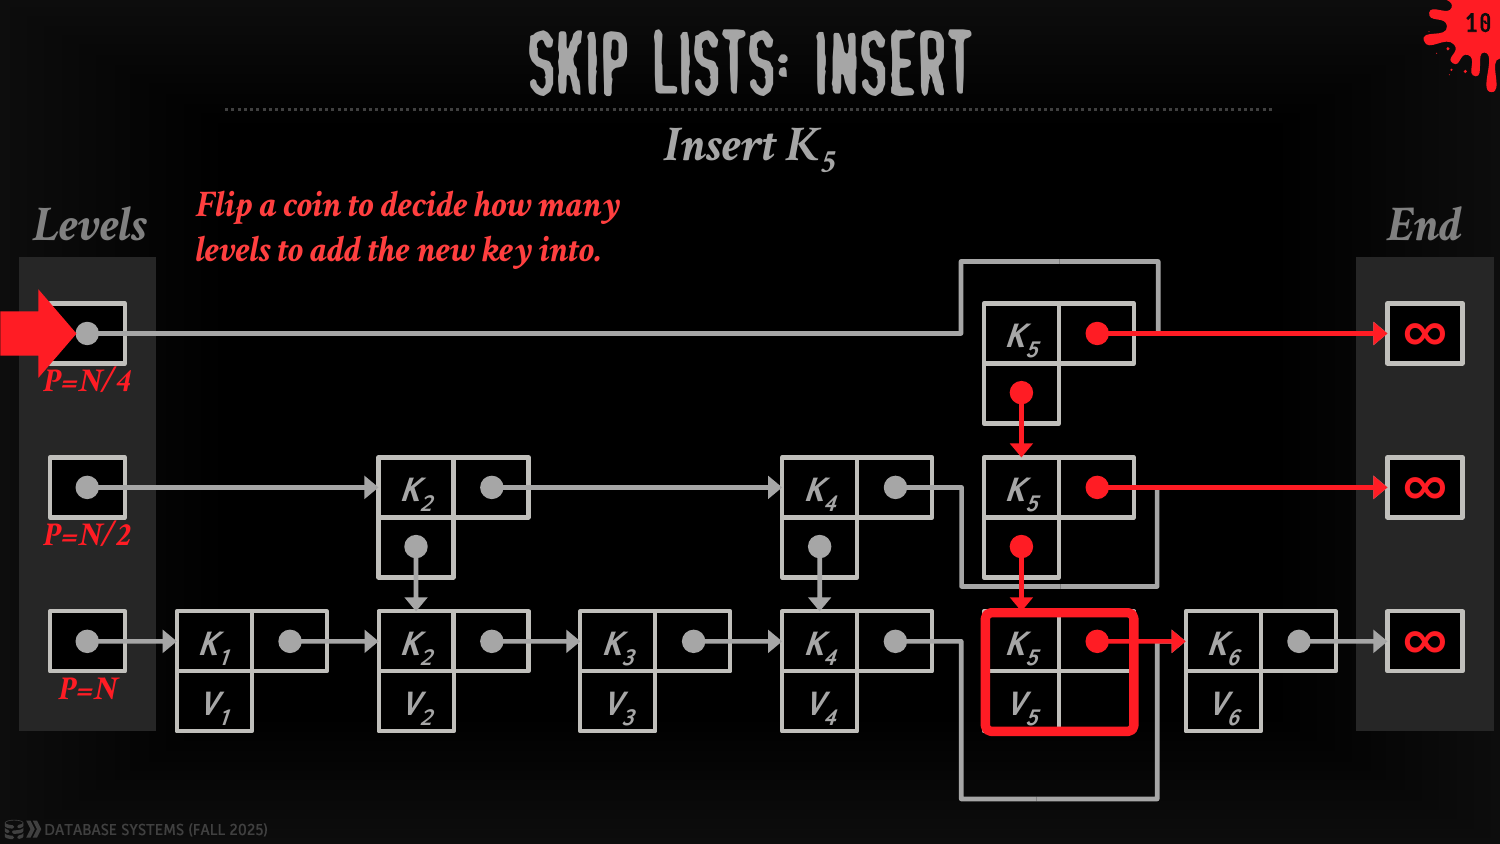 10
SKIP LISTS: INSERT
Insert K5
Flip a coin to decide how many
levels to add the new key into.
Levels
End
K5
∞
P=N/4
K2
K4
K5
∞
P=N/2
K1
K2
K3
K4
K5
K6
∞
P=N
V1
V2
V3
V4
V5
V6
DATABASE SYSTEMS (FALL 2025)